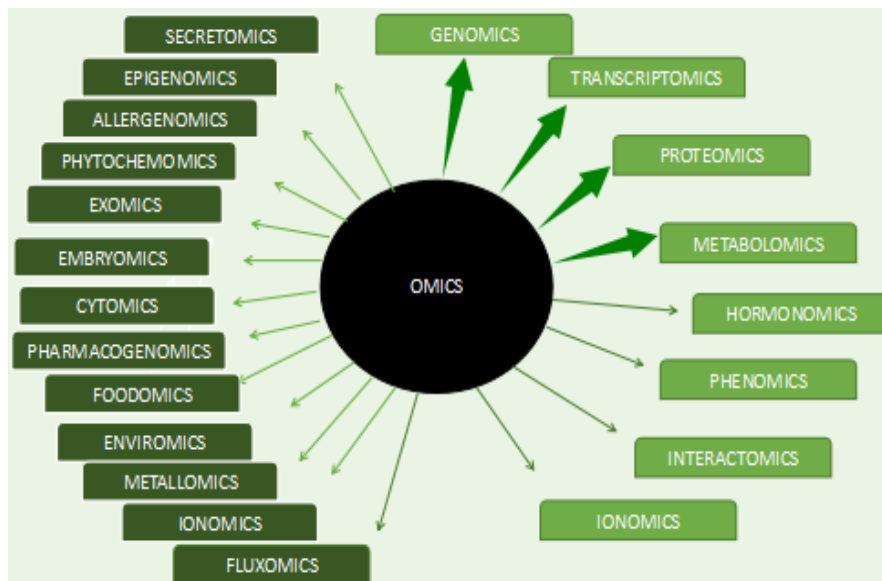 SECRETOMICS
EPIGENOMICS
ALLERGENOMICS
PHYTOCHEMOMICS
EXOMICS
EMBRYOMICS
CYTOMICS
PHARMACOGENOMICS
FOODOMICS
ENVIROMICS
METALLOMICS
IONOMICS
FLUXOMICS
OMICS
GENOMICS
TRANSCRIPTOMICS
PROTEOMICS
METABOLOMICS
HORMONOMICS
PHENOMICS
INTERACTOMICS
IONOMICS